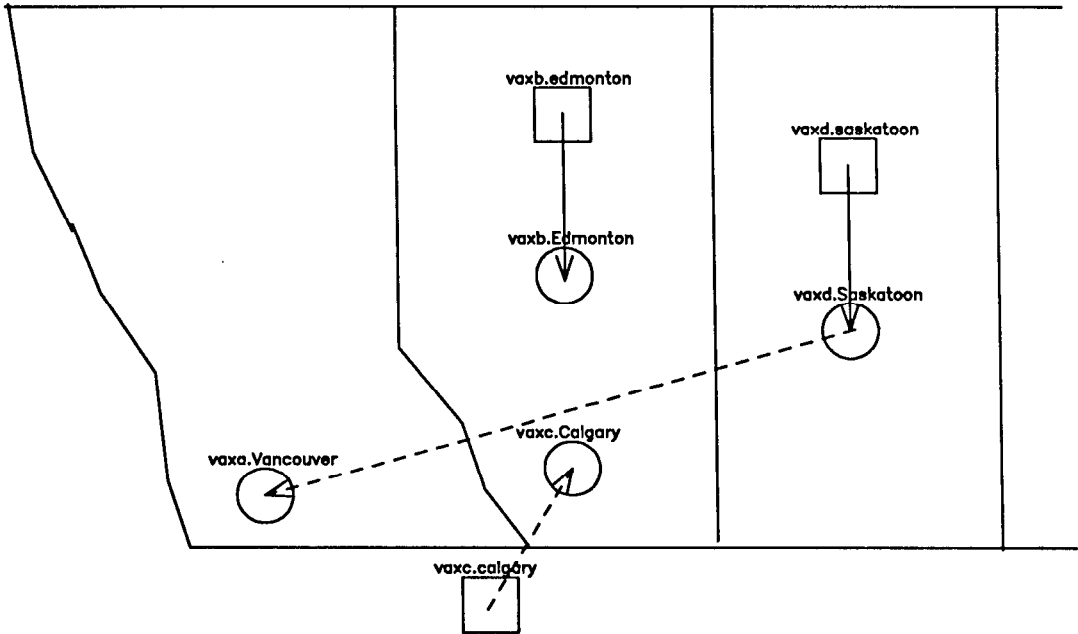 vaxb.edmonton
vaxd.saskatoon
vaxb.Edmonton
vaxd.Saskatoon
vaxc.Calgary
vaxa.Vancouver
vaxc.calgary